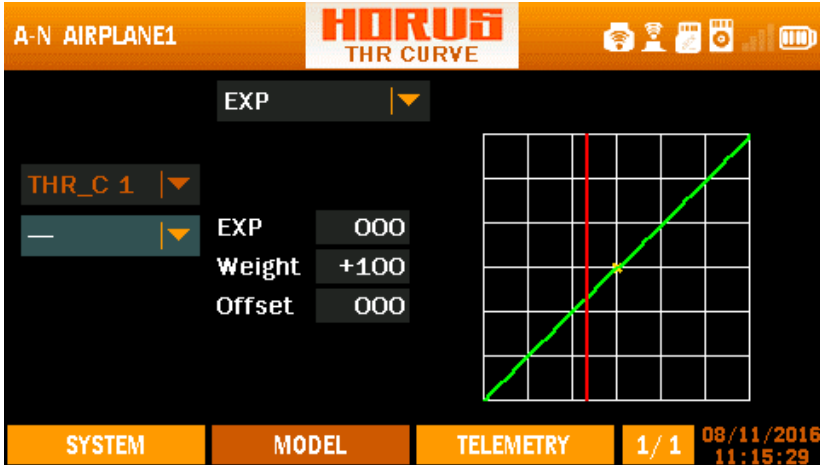 A-N AIRPLANE1
HORUS
THR CURVE
EXP
THR_C 1
—
EXP 000
Weight +100
Offset 000
SYSTEM MODEL TELEMETRY 1/1 08/11/2016
11:15:29